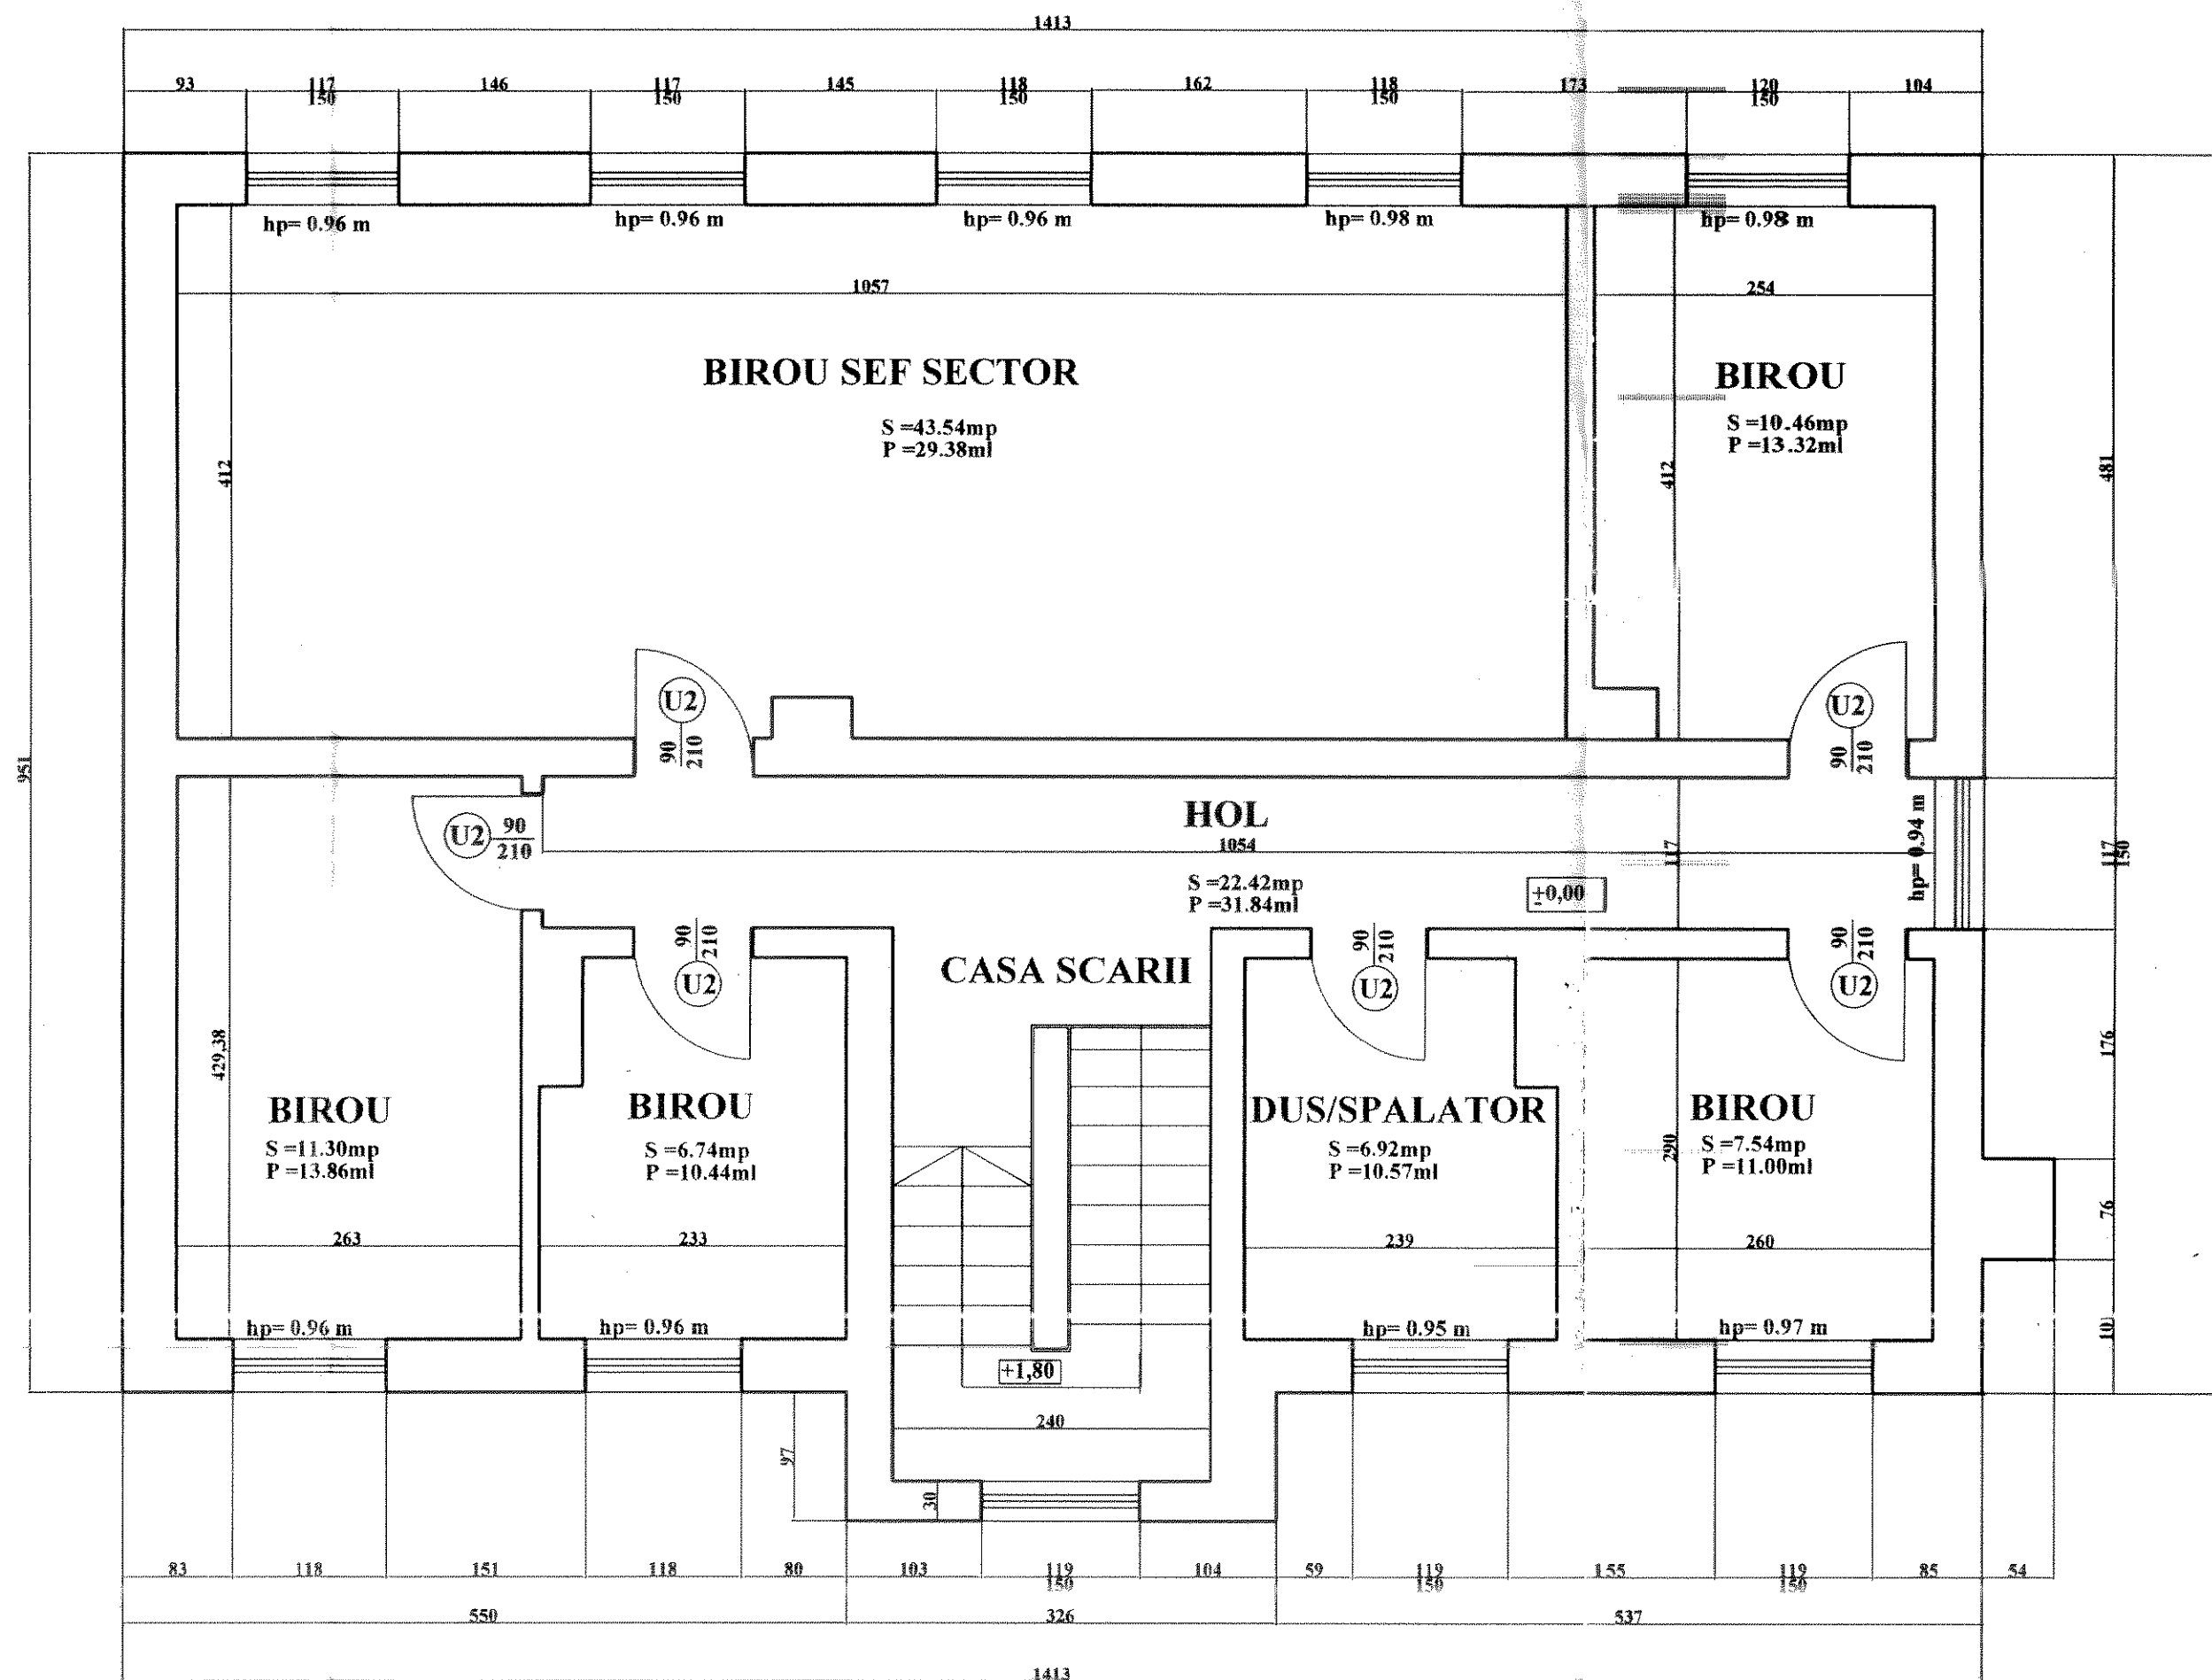 1413
93 117 146 117 145 118 162 118 173 120 104
150 150 150 150 150
hp= 0.96 m hp= 0.96 m hp= 0.96 m hp= 0.98 m hp= 0.98 m
1057 254
BIROU SEF SECTOR
S =43.54mp
P =29.38ml
BIROU
S =10.46mp
P =13.32ml
412 412 481
U2 90 210
U2 90 210
951
U2 90 210
HOL
1054
S =22.42mp
P =31.84ml
±0,00
117
hp= 0.94 m
117
150
90 210 U2
CASA SCARII
90 210 U2
90 210 U2
429,38
176
BIROU
S =11.30mp
P =13.86ml
BIROU
S =6.74mp
P =10.44ml
DUS/SPALATOR
S =6.92mp
P =10.57ml
BIROU
S =7.54mp
P =11.00ml
290
76
263 233 239 260
hp= 0.96 m hp= 0.96 m hp= 0.95 m hp= 0.97 m
+1,80
240
97
30
83 118 151 118 80 103 119 104 59 119 155 119 85 54
150 150 150
550 326 537
1413